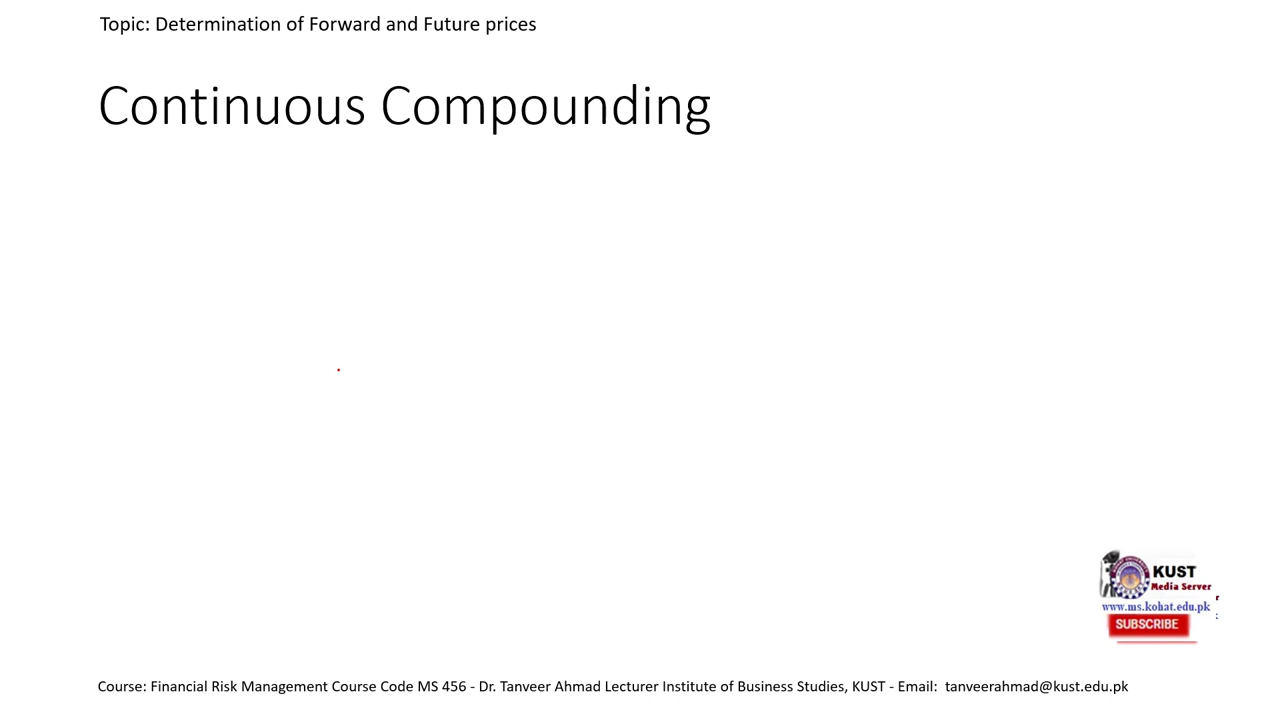 Topic: Determination of Forward and Future prices
Continuous Compounding
KUST
Media Server
www.ms.kohat.edu.pk
SUBSCRIBE
Course: Financial Risk Management Course Code MS 456 - Dr. Tanveer Ahmad Lecturer Institute of Business Studies, KUST - Email: tanveerahmad@kust.edu.pk